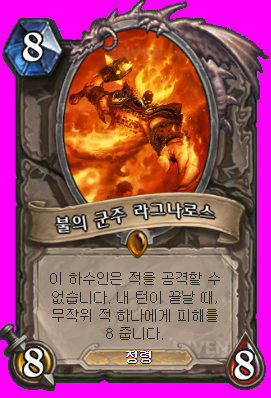 8
불의 군주 라그나로스
이 하수인은 적을 공격할 수
없습니다. 내 턴이 끝날 때,
무작위 적 하나에게 피해를
8 줍니다.
정령
8
8